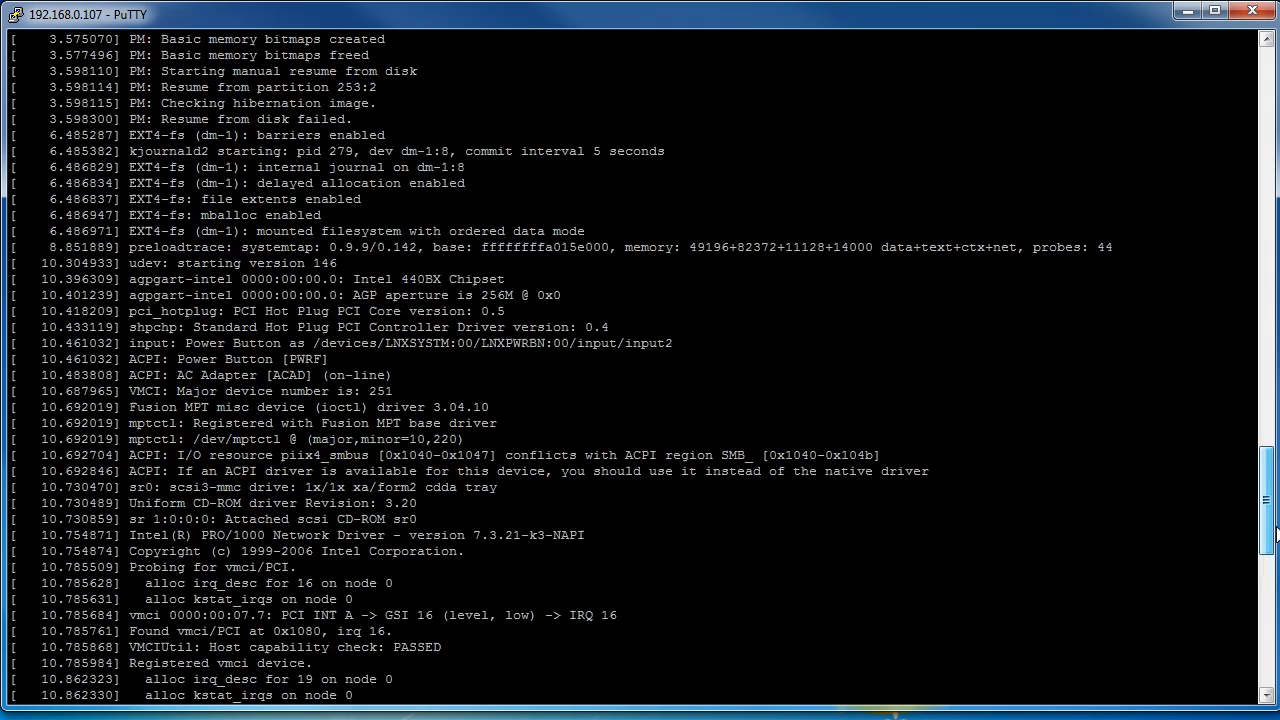 192.168.0.107 - PuTTY
[    3.575070] PM: Basic memory bitmaps created
[    3.577496] PM: Basic memory bitmaps freed
[    3.598110] PM: Starting manual resume from disk
[    3.598114] PM: Resume from partition 253:2
[    3.598115] PM: Checking hibernation image.
[    3.598300] PM: Resume from disk failed.
[    6.485287] EXT4-fs (dm-1): barriers enabled
[    6.485382] kjournald2 starting: pid 279, dev dm-1:8, commit interval 5 seconds
[    6.486829] EXT4-fs (dm-1): internal journal on dm-1:8
[    6.486834] EXT4-fs (dm-1): delayed allocation enabled
[    6.486837] EXT4-fs: file extents enabled
[    6.486947] EXT4-fs: mballoc enabled
[    6.486971] EXT4-fs (dm-1): mounted filesystem with ordered data mode
[    8.851889] preloadtrace: systemtap: 0.9.9/0.142, base: ffffffffa015e000, memory: 49196+82372+11128+14000 data+text+ctx+net, probes: 44
[   10.304933] udev: starting version 146
[   10.396309] agpgart-intel 0000:00:00.0: Intel 440BX Chipset
[   10.401239] agpgart-intel 0000:00:00.0: AGP aperture is 256M @ 0x0
[   10.418209] pci_hotplug: PCI Hot Plug PCI Core version: 0.5
[   10.433119] shpchp: Standard Hot Plug PCI Controller Driver version: 0.4
[   10.461032] input: Power Button as /devices/LNXSYSTM:00/LNXPWRBN:00/input/input2
[   10.461032] ACPI: Power Button [PWRF]
[   10.483808] ACPI: AC Adapter [ACAD] (on-line)
[   10.687965] VMCI: Major device number is: 251
[   10.692019] Fusion MPT misc device (ioctl) driver 3.04.10
[   10.692019] mptctl: Registered with Fusion MPT base driver
[   10.692019] mptctl: /dev/mptctl @ (major,minor=10,220)
[   10.692704] ACPI: I/O resource piix4_smbus [0x1040-0x1047] conflicts with ACPI region SMB_ [0x1040-0x104b]
[   10.692846] ACPI: If an ACPI driver is available for this device, you should use it instead of the native driver
[   10.730470] sr0: scsi3-mmc drive: 1x/1x xa/form2 cdda tray
[   10.730489] Uniform CD-ROM driver Revision: 3.20
[   10.730859] sr 1:0:0:0: Attached scsi CD-ROM sr0
[   10.754871] Intel(R) PRO/1000 Network Driver - version 7.3.21-k3-NAPI
[   10.754874] Copyright (c) 1999-2006 Intel Corporation.
[   10.785509] Probing for vmci/PCI.
[   10.785628]   alloc irq_desc for 16 on node 0
[   10.785631]   alloc kstat_irqs on node 0
[   10.785684] vmci 0000:00:07.7: PCI INT A -> GSI 16 (level, low) -> IRQ 16
[   10.785761] Found vmci/PCI at 0x1080, irq 16.
[   10.785868] VMCIUtil: Host capability check: PASSED
[   10.785984] Registered vmci device.
[   10.862323]   alloc irq_desc for 19 on node 0
[   10.862330]   alloc kstat_irqs on node 0